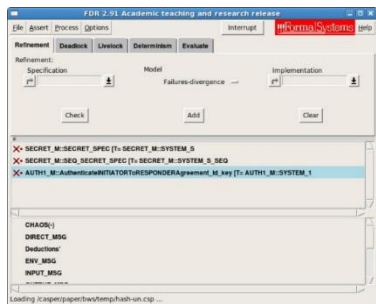 FDR 2.91 Academic teaching and research release
File Assert Process Options Interrupt FormalSystems Help
Refinement Deadlock Livelock Determinism Evaluate
Refinement:
Specification Model Implementation
Failures-divergence
Check Add Clear
SECRET_M::SECRET_SPEC [T= SECRET_M::SYSTEM_S
SECRET_M::SEQ_SECRET_SPEC [T= SECRET_M::SYSTEM_S_SEQ
AUTH1_M::AuthenticateINITIATORToRESPONDERAgreement_id_key [T= AUTH1_M::SYSTEM_1
CHAOS(-)
DIRECT_MSG
Deductions'
ENV_MSG
INPUT_MSG
Loading /casper/paper/bws/temp/hash-un.csp ...